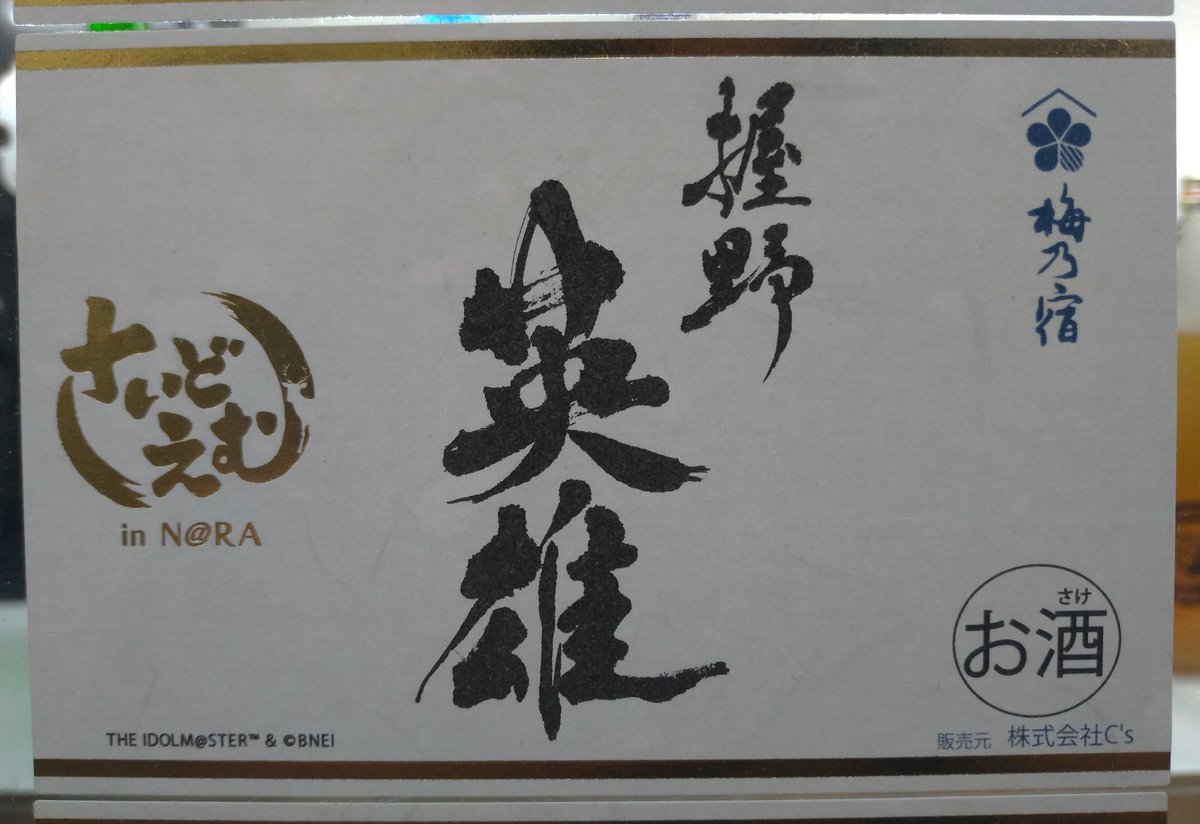 梅乃宿
握野
英雄
さいど
えむ
in N@RA
さけ
お酒
THE IDOLM@STER™ & ©BNEI
販売元 株式会社C's